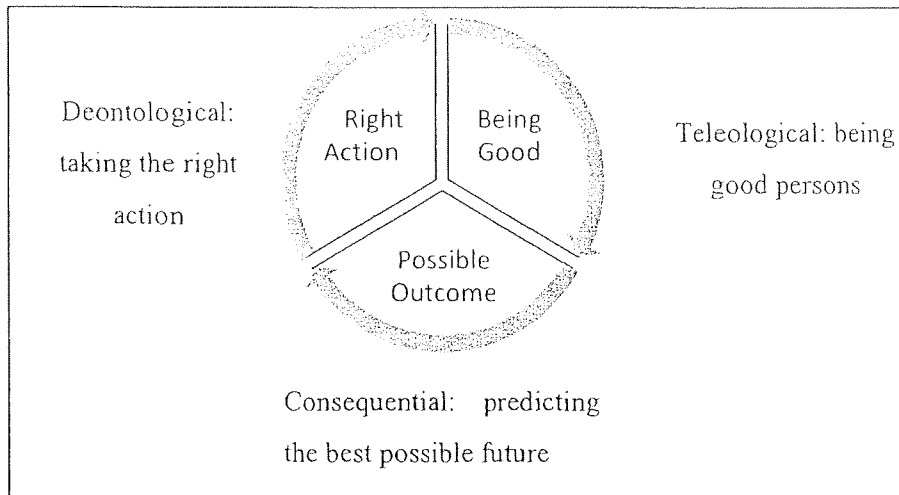 Deontological:
taking the right
action
Right
Action
Being
Good
Teleological: being
good persons
Possible
Outcome
Consequential: predicting
the best possible future